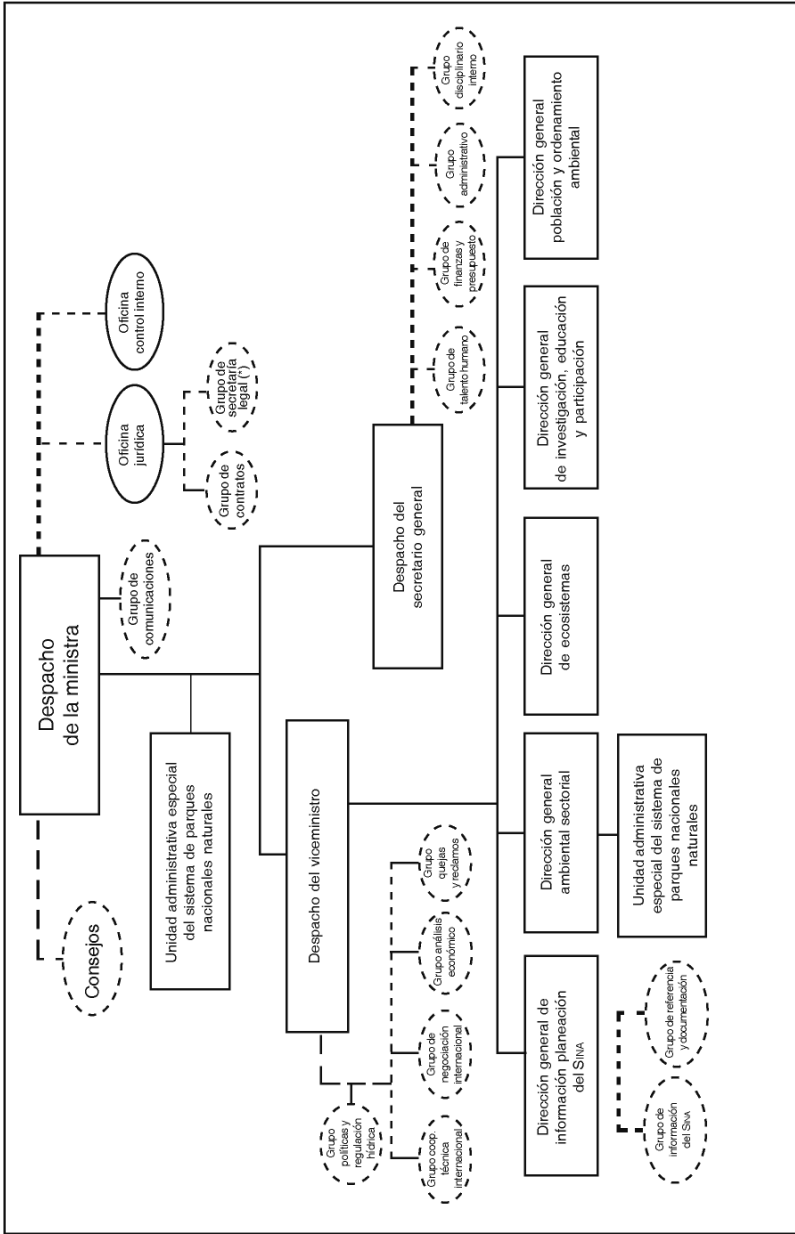 Consejos
Despacho
de la ministra
Grupo de
comunicaciones
Oficina
jurídica
Oficina
control interno
Grupo de
contratos
Grupo de
secretaría
legal (*)
Unidad administrativa especial
del sistema de parques
nacionales naturales
Despacho del viceministro
Despacho del
secretario general
Grupo
políticas y
regulación
hídrica
Grupo coop.
técnica
internacional
Grupo de
negociación
internacional
Grupo análisis
económico
Grupo
quejas
y reclamos
Grupo de
talento humano
Grupo de
finanzas y
presupuesto
Grupo
administrativo
Grupo
disciplinario
interno
Dirección general de
información planeación
del SINA
Dirección general
ambiental sectorial
Dirección general
de ecosistemas
Dirección general
de investigación, educación
y participación
Dirección general
población y ordenamiento
ambiental
Grupo de
información
del SINA
Grupo de referencia
y documentación
Unidad administrativa
especial del sistema de
parques nacionales
naturales